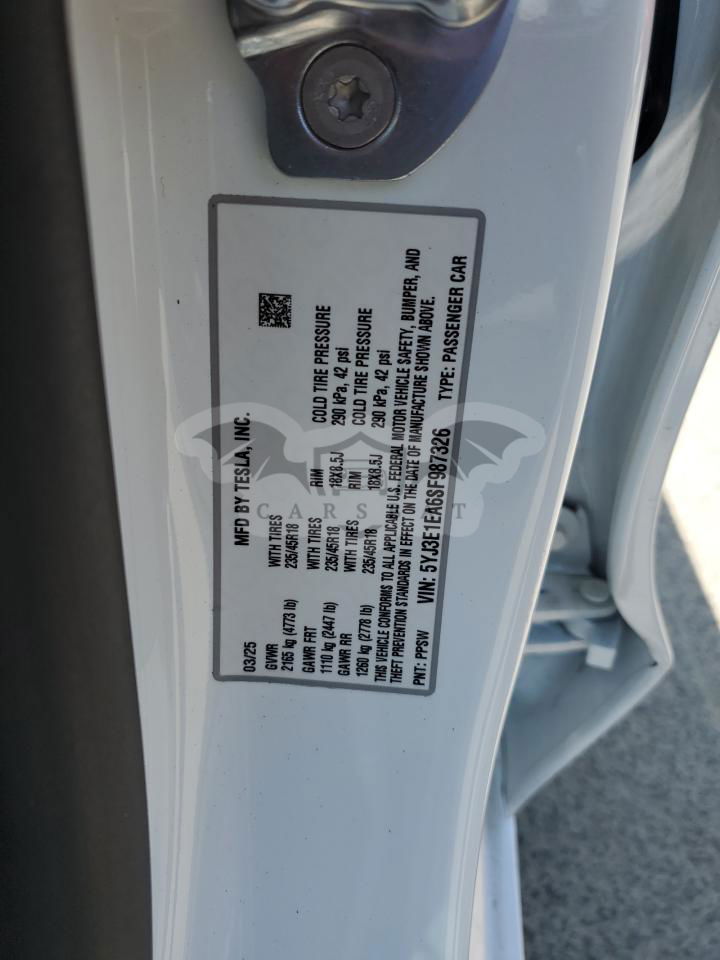 MFD BY TESLA, INC.
03/25
GVWR WITH TIRES
2165 kg (4773 lb) 235/45R18
GAWR FRT WITH TIRES RIM COLD TIRE PRESSURE
1110 kg (2447 lb) 235/45R18 18X8.5J 290 kPa, 42 psi
GAWR RR WITH TIRES RIM COLD TIRE PRESSURE
1260 kg (2778 lb) 235/45R18 18X8.5J 290 kPa, 42 psi
THIS VEHICLE CONFORMS TO ALL APPLICABLE U.S. FEDERAL MOTOR VEHICLE SAFETY, BUMPER, AND
THEFT PREVENTION STANDARDS IN EFFECT ON THE DATE OF MANUFACTURE SHOWN ABOVE.
PNT: PPSW VIN: 5YJ3E1EA6SF987326 TYPE: PASSENGER CAR